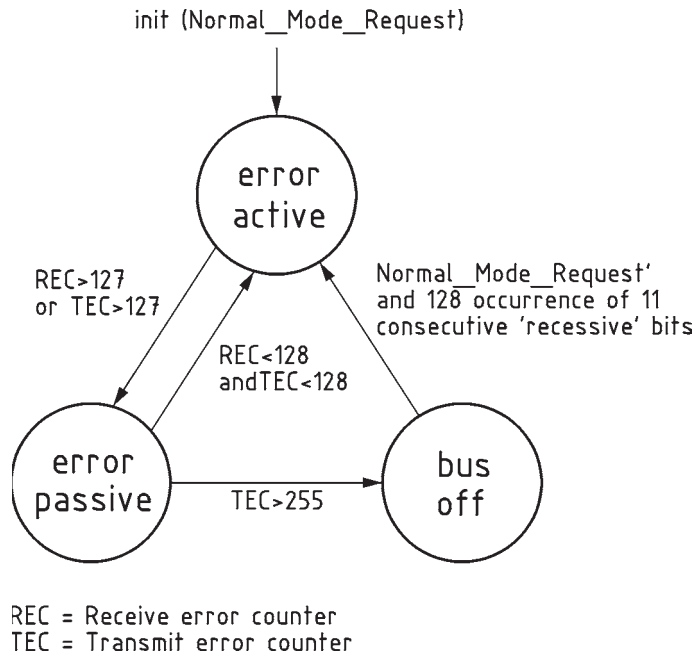 init (Normal_Mode_Request)
error
active
REC>127
or TEC>127
Normal_Mode_Request'
and 128 occurrence of 11
consecutive 'recessive' bits
REC<128
andTEC<128
error
passive
TEC>255
bus
off
REC = Receive error counter
TEC = Transmit error counter